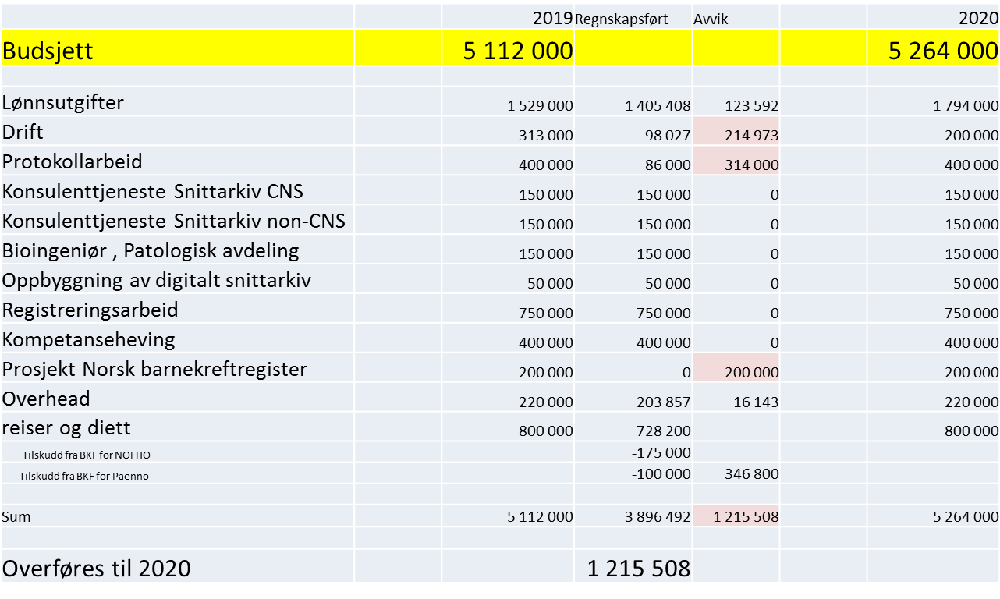 2019 Regnskapsført Avvik 2020
Budsjett 5 112 000 5 264 000
Lønnsutgifter 1 529 000 1 405 408 123 592 1 794 000
Drift 313 000 98 027 214 973 200 000
Protokollarbeid 400 000 86 000 314 000 400 000
Konsulenttjeneste Snittarkiv CNS 150 000 150 000 0 150 000
Konsulenttjeneste Snittarkiv non-CNS 150 000 150 000 0 150 000
Bioingeniør , Patologisk avdeling 150 000 150 000 0 150 000
Oppbyggning av digitalt snittarkiv 50 000 50 000 0 50 000
Registreringsarbeid 750 000 750 000 0 750 000
Kompetanseheving 400 000 400 000 0 400 000
Prosjekt Norsk barnekreftregister 200 000 0 200 000 200 000
Overhead 220 000 203 857 16 143 220 000
reiser og diett 800 000 728 200 800 000
Tilskudd fra BKF for NOFHO -175 000
Tilskudd fra BKF for Paenno -100 000 346 800
Sum 5 112 000 3 896 492 1 215 508 5 264 000
Overføres til 2020 1 215 508